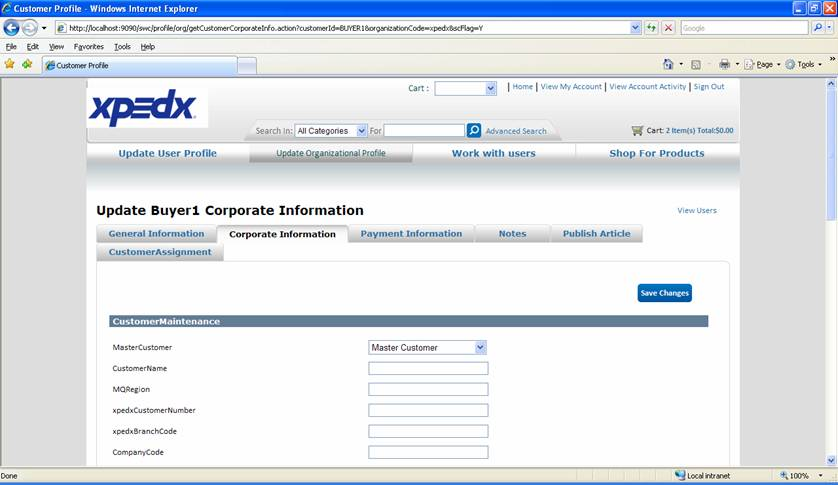 Customer Profile - Windows Internet Explorer
http://localhost:9090/swc/profile/org/getCustomerCorporateInfo.action?customerId=BUYER1&organizationCode=xpedx&scFlag=Y
Google
File Edit View Favorites Tools Help
Customer Profile
Page Tools
Cart : Home | View My Account | View Account Activity | Sign Out
xpedx
Search In: All Categories For Advanced Search Cart: 2 Item(s) Total:$0.00
Update User Profile Update Organizational Profile Work with users Shop For Products
Update Buyer1 Corporate Information View Users
General Information Corporate Information Payment Information Notes Publish Article
CustomerAssignment
Save Changes
CustomerMaintenance
MasterCustomer Master Customer
CustomerName
MQRegion
xpedxCustomerNumber
xpedxBranchCode
CompanyCode
Done Local intranet 100%